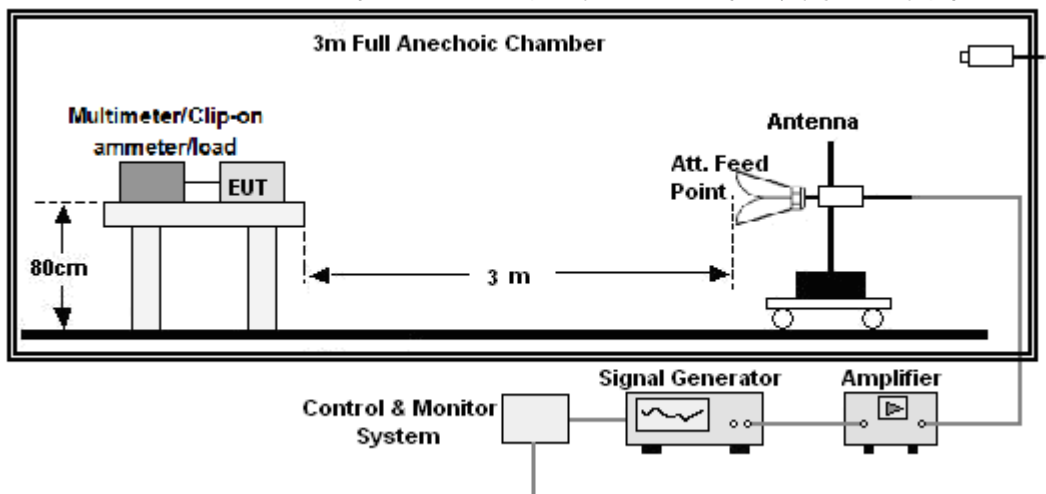 3m Full Anechoic Chamber
Multimeter/Clip-on
ammeter/load
EUT
Antenna
Att. Feed
Point
80cm
3 m
Signal Generator
Amplifier
Control & Monitor
System